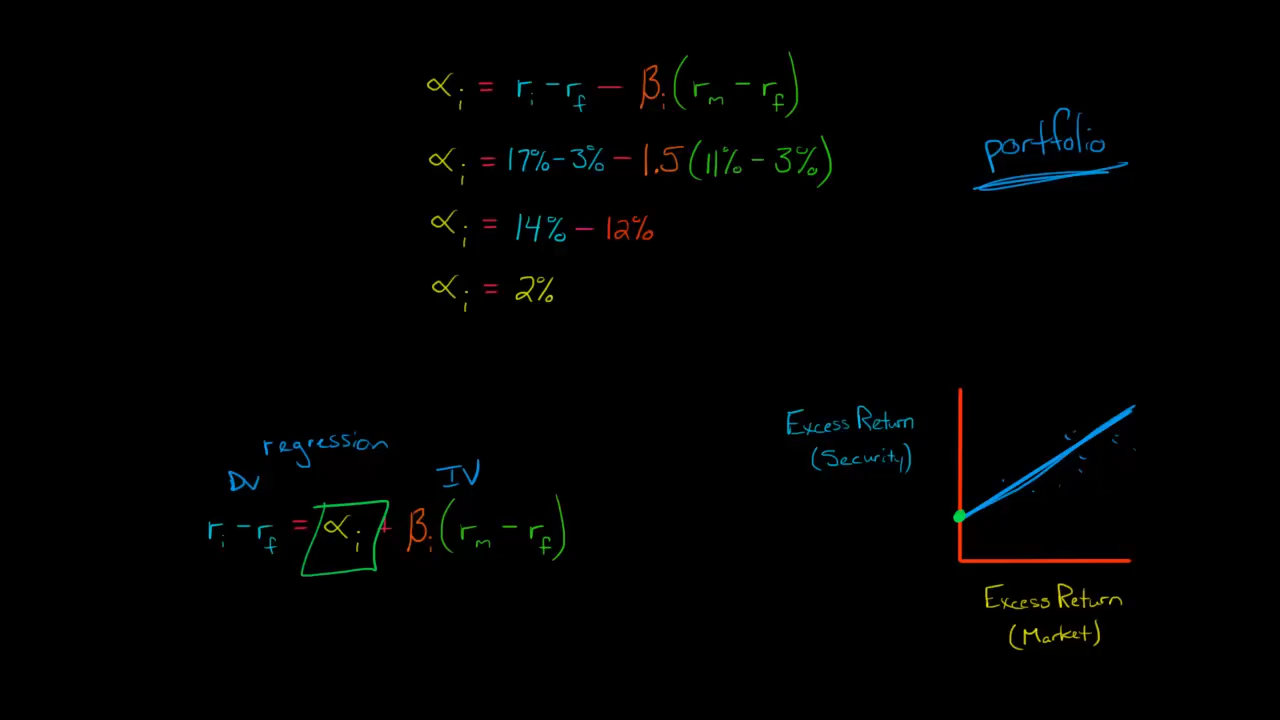 αᵢ = rᵢ - r_f - βᵢ(r_m - r_f)
αᵢ = 17% - 3% - 1.5(11% - 3%)
αᵢ = 14% - 12%
αᵢ = 2%
portfolio
regression
DV IV
rᵢ - r_f = αᵢ + βᵢ(r_m - r_f)
Excess Return
(Security)
Excess Return
(Market)